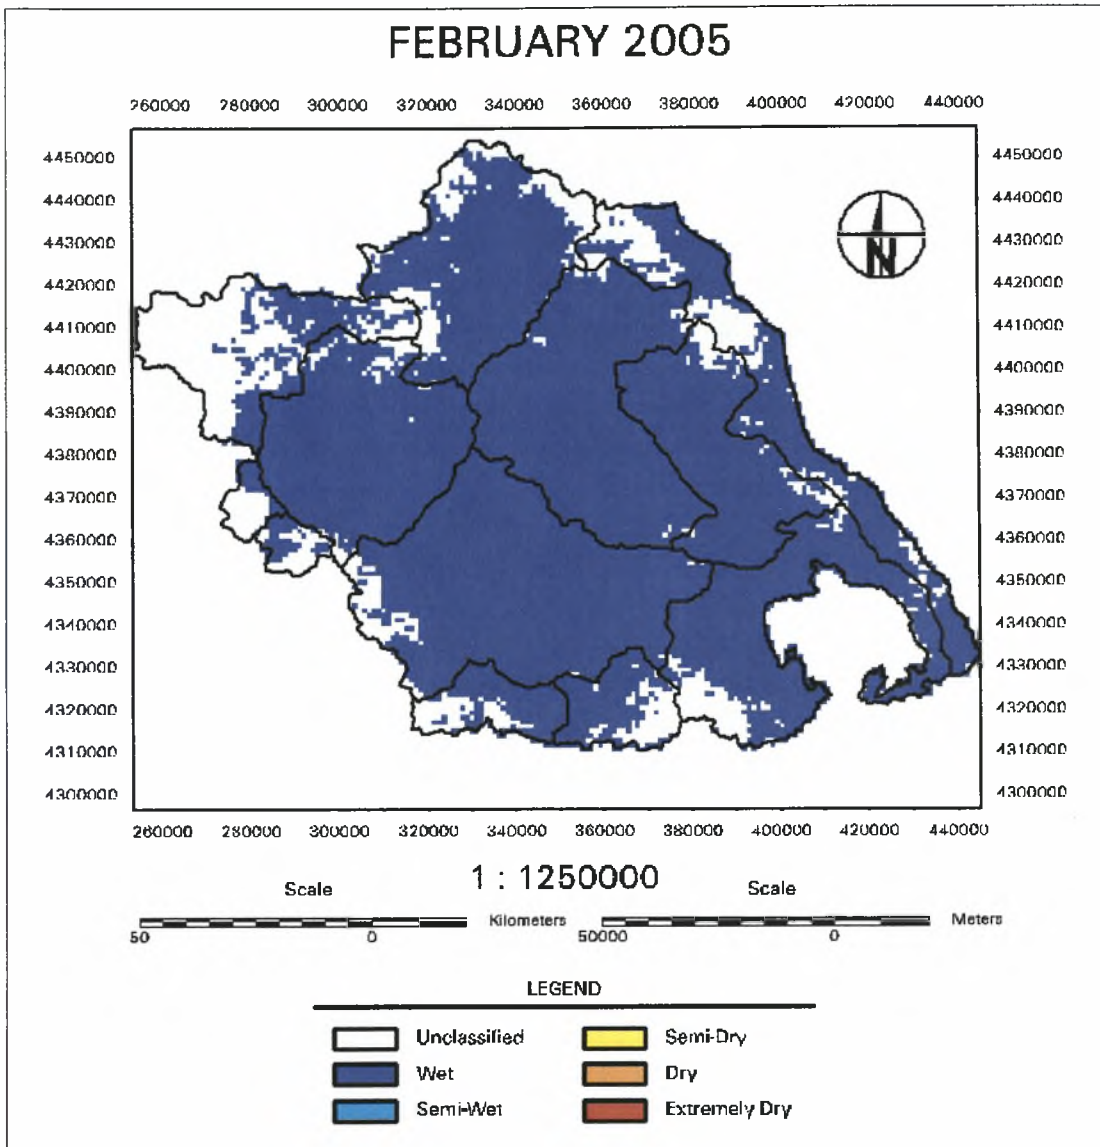 FEBRUARY 2005
260000 280000 300000 320000 340000 360000 380000 400000 420000 440000
4450000 4450000
4440000 4440000
4430000 4430000
4420000 4420000
4410000 4410000
4400000 4400000
4390000 4390000
4380000 4380000
4370000 4370000
4360000 4360000
4350000 4350000
4340000 4340000
4330000 4330000
4320000 4320000
4310000 4310000
4300000 4300000
N
260000 280000 300000 320000 340000 360000 380000 400000 420000 440000
1 : 1250000
Scale Scale
Kilometers Meters
50 0 50000 0
LEGEND
Unclassified Semi-Dry
Wet Dry
Semi-Wet Extremely Dry